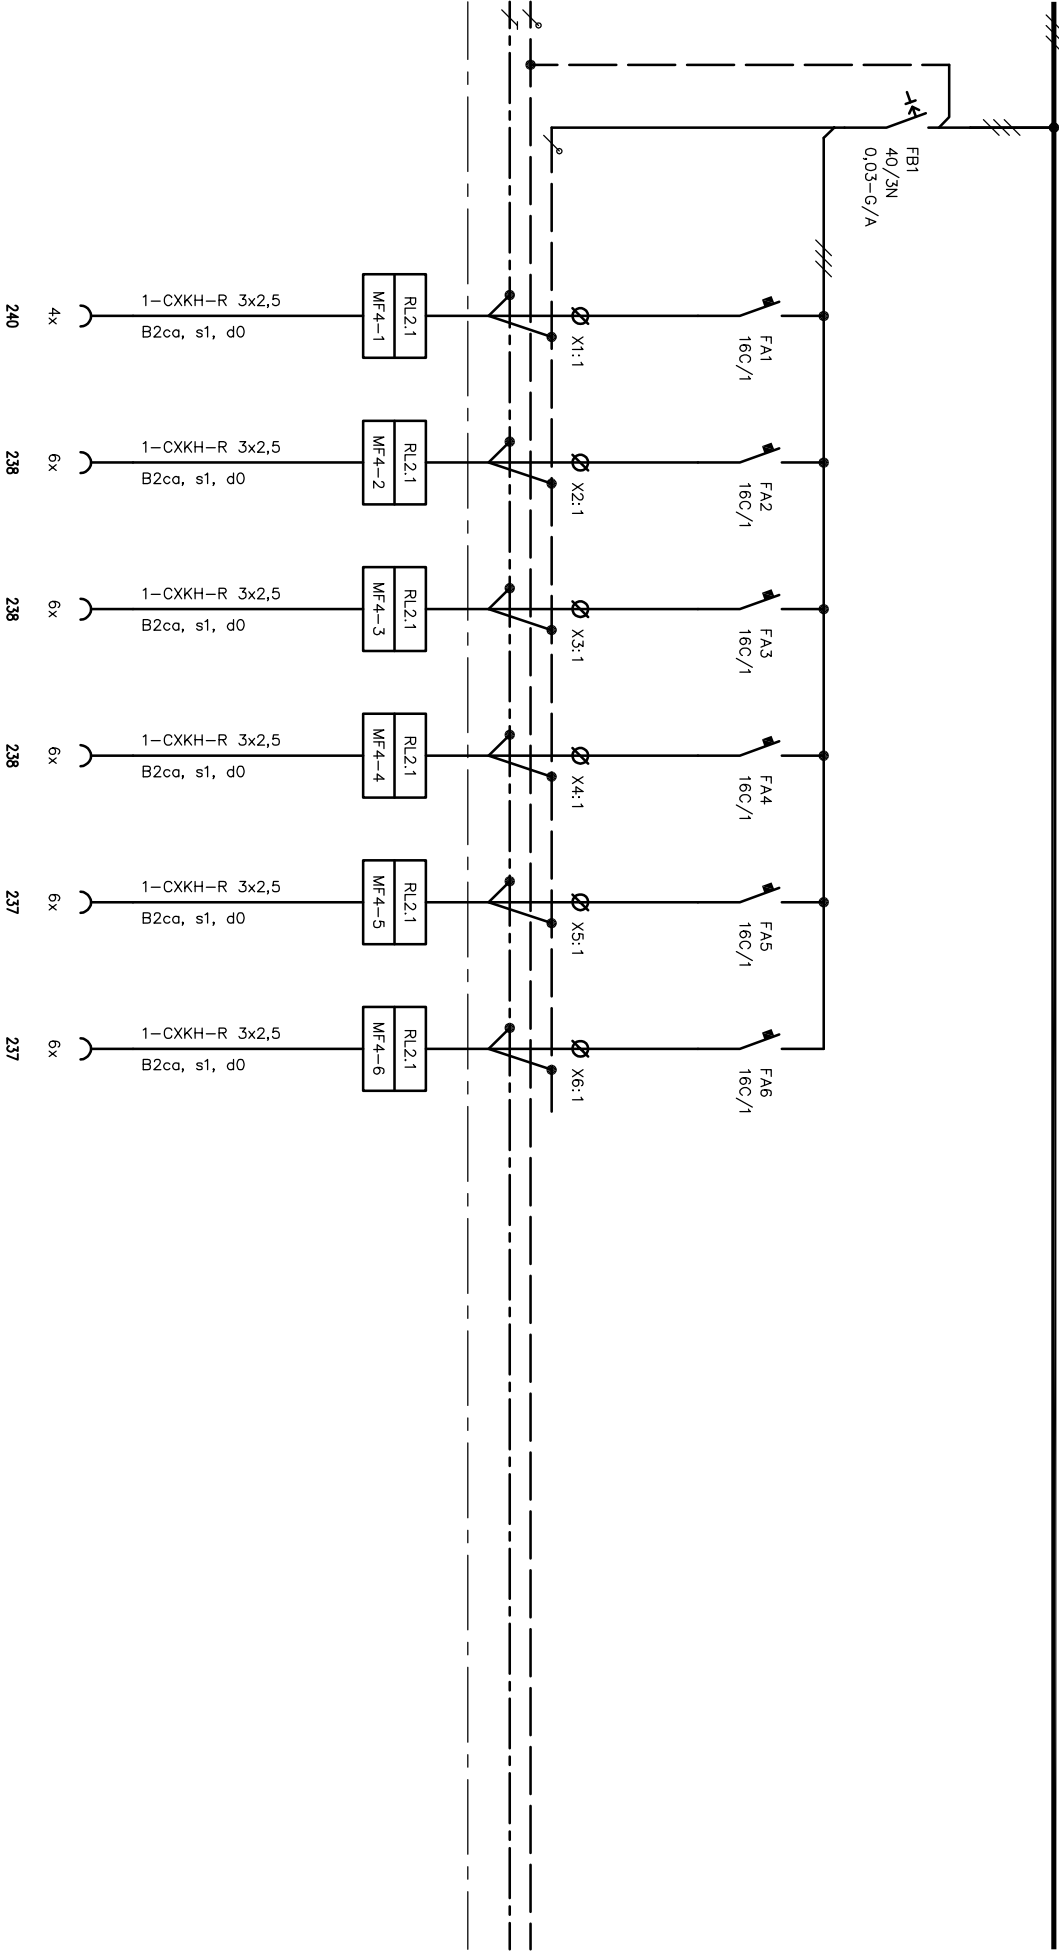 FB1
40/3N
0,03-G/A
FA1
16C/1
X1:1
RL2.1
MF4-1
1-CXKH-R 3x2,5
B2ca, s1, d0
4x
240
FA2
16C/1
X2:1
RL2.1
MF4-2
1-CXKH-R 3x2,5
B2ca, s1, d0
6x
238
FA3
16C/1
X3:1
RL2.1
MF4-3
1-CXKH-R 3x2,5
B2ca, s1, d0
6x
238
FA4
16C/1
X4:1
RL2.1
MF4-4
1-CXKH-R 3x2,5
B2ca, s1, d0
6x
238
FA5
16C/1
X5:1
RL2.1
MF4-5
1-CXKH-R 3x2,5
B2ca, s1, d0
6x
237
FA6
16C/1
X6:1
RL2.1
MF4-6
1-CXKH-R 3x2,5
B2ca, s1, d0
6x
237